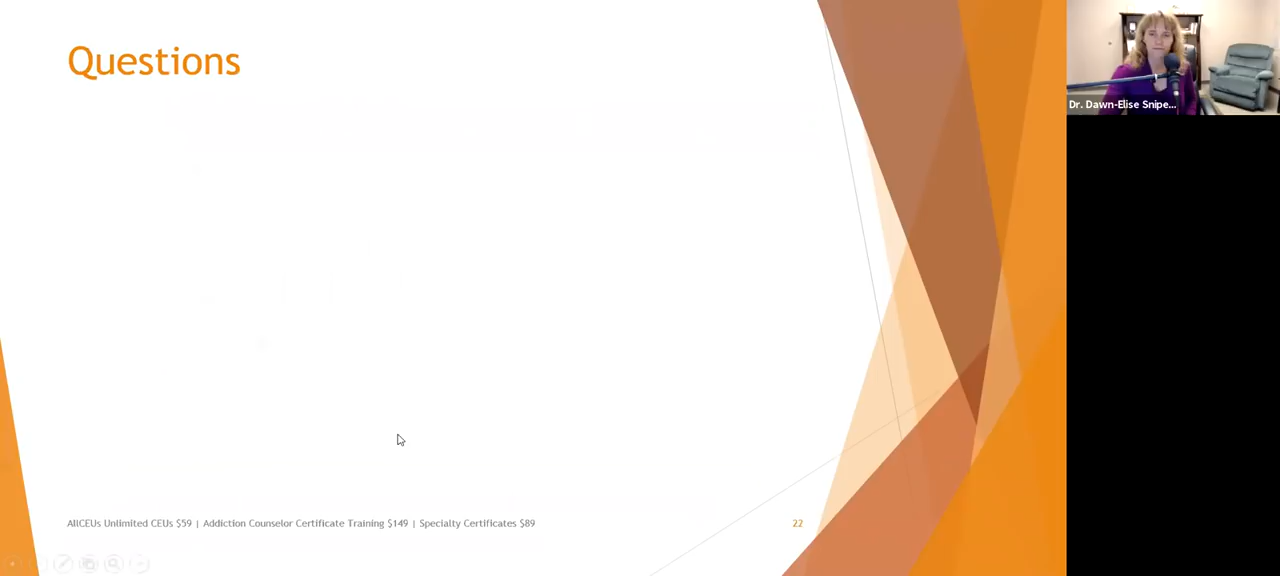 Questions
Dr. Dawn-Elise Snipe...
AllCEUs Unlimited CEUs $59 | Addiction Counselor Certificate Training $149 | Specialty Certificates $89
22